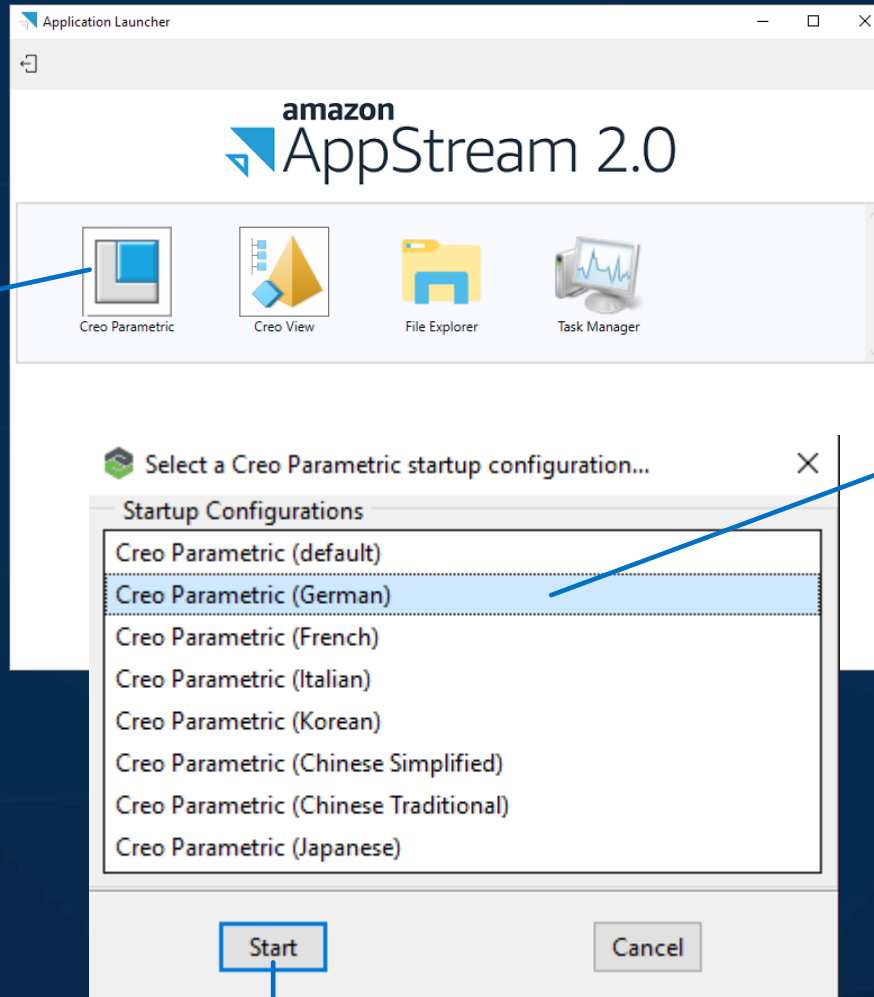 Application Launcher
amazon
AppStream 2.0
Creo Parametric
Creo View
File Explorer
Task Manager
Select a Creo Parametric startup configuration...
Startup Configurations
Creo Parametric (default)
Creo Parametric (German)
Creo Parametric (French)
Creo Parametric (Italian)
Creo Parametric (Korean)
Creo Parametric (Chinese Simplified)
Creo Parametric (Chinese Traditional)
Creo Parametric (Japanese)
Start
Cancel